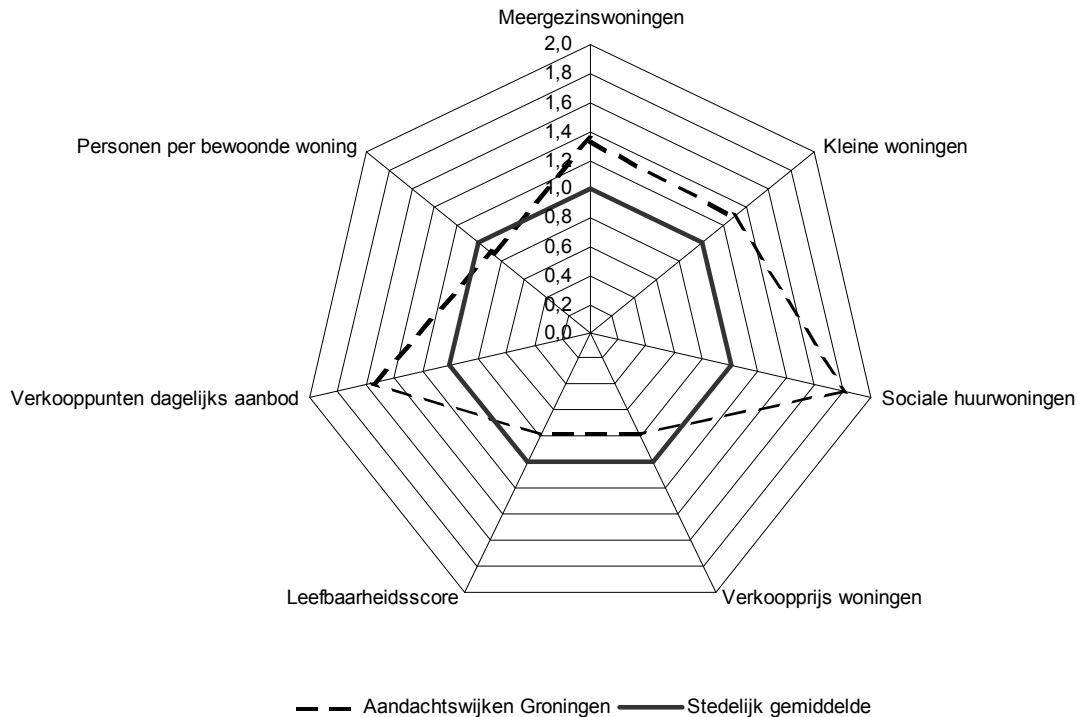 Meergezinswoningen
2,0
1,8
1,6
1,4
1,2
1,0
0,8
0,6
0,4
0,2
0,0
Personen per bewoonde woning
Kleine woningen
Verkooppunten dagelijks aanbod
Sociale huurwoningen
Leefbaarheidsscore
Verkoopprijs woningen
Aandachtswijken Groningen
Stedelijk gemiddelde